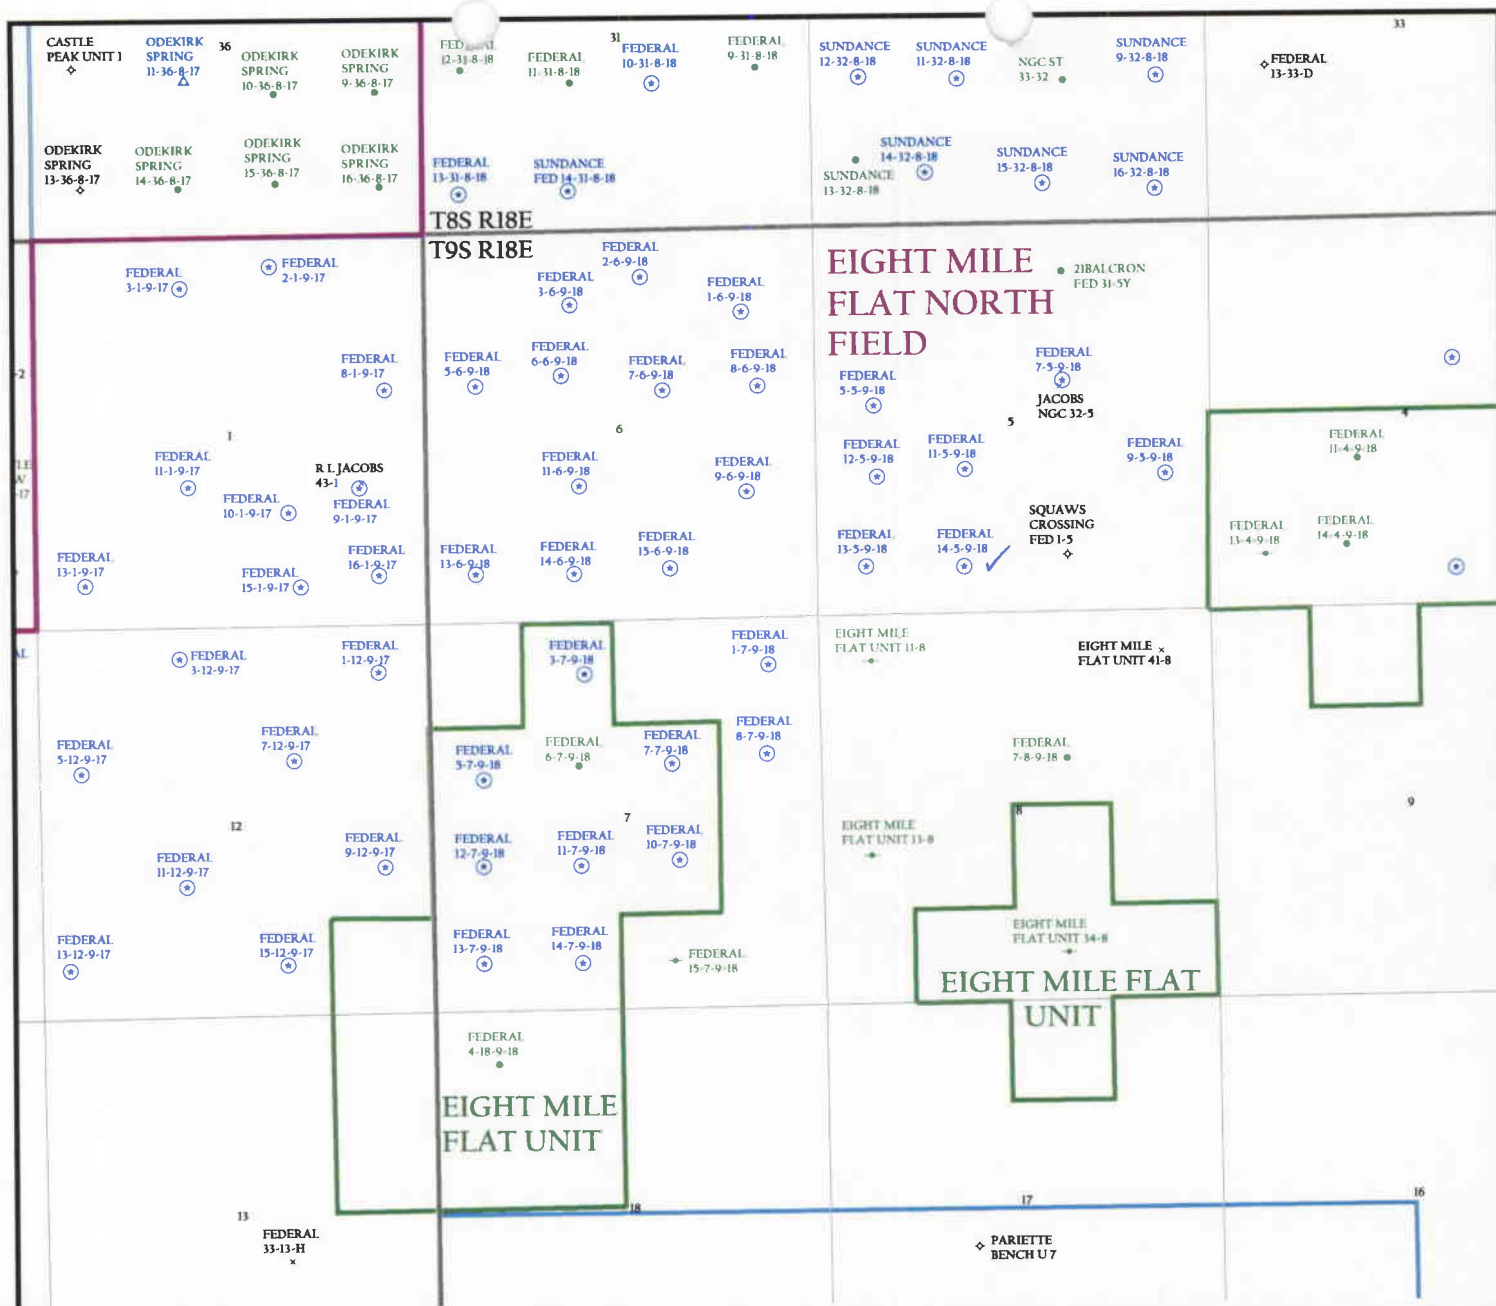 CASTLE
PEAK UNIT 1
ODEKIRK
SPRING
11-36-8-17
36
ODEKIRK
SPRING
10-36-8-17
ODEKIRK
SPRING
9-36-8-17
12-31-8-18
FEDERAL
11-31-8-18
31
FEDERAL
10-31-8-18
FEDERAL
9-31-8-18
SUNDANCE
12-32-8-18
SUNDANCE
11-32-8-18
NGC ST
33-32
SUNDANCE
9-32-8-18
33
FEDERAL
13-33-D
ODEKIRK
SPRING
13-36-8-17
ODEKIRK
SPRING
14-36-8-17
ODEKIRK
SPRING
15-36-8-17
ODEKIRK
SPRING
16-36-8-17
FEDERAL
13-31-8-18
SUNDANCE
FED 14-31-8-18
SUNDANCE
13-32-8-18
SUNDANCE
14-32-8-18
SUNDANCE
15-32-8-18
SUNDANCE
16-32-8-18
T8S R18E
T9S R18E
FEDERAL
3-1-9-17
FEDERAL
2-1-9-17
FEDERAL
3-6-9-18
FEDERAL
2-6-9-18
FEDERAL
1-6-9-18
EIGHT MILE
FLAT NORTH
FIELD
21BALCRON
FED 31-5Y
-2
FEDERAL
8-1-9-17
FEDERAL
5-6-9-18
FEDERAL
6-6-9-18
FEDERAL
7-6-9-18
FEDERAL
8-6-9-18
FEDERAL
5-5-9-18
FEDERAL
7-5-9-18
JACOBS
NGC 32-5
1
6
5
4
FEDERAL
11-1-9-17
R L JACOBS
43-1
FEDERAL
10-1-9-17
FEDERAL
9-1-9-17
FEDERAL
11-6-9-18
FEDERAL
9-6-9-18
FEDERAL
12-5-9-18
FEDERAL
11-5-9-18
FEDERAL
9-5-9-18
FEDERAL
11-4-9-18
SQUAWS
CROSSING
FED 1-5
FEDERAL
13-4-9-18
FEDERAL
14-4-9-18
FEDERAL
13-1-9-17
FEDERAL
15-1-9-17
FEDERAL
16-1-9-17
FEDERAL
13-6-9-18
FEDERAL
14-6-9-18
FEDERAL
15-6-9-18
FEDERAL
13-5-9-18
FEDERAL
14-5-9-18
FEDERAL
3-12-9-17
FEDERAL
1-12-9-17
FEDERAL
3-7-9-18
FEDERAL
1-7-9-18
EIGHT MILE
FLAT UNIT 11-8
EIGHT MILE
FLAT UNIT 41-8
FEDERAL
5-12-9-17
FEDERAL
7-12-9-17
FEDERAL
5-7-9-18
FEDERAL
6-7-9-18
FEDERAL
7-7-9-18
FEDERAL
8-7-9-18
FEDERAL
7-8-9-18
12
7
8
9
FEDERAL
11-12-9-17
FEDERAL
9-12-9-17
FEDERAL
12-7-9-18
FEDERAL
11-7-9-18
FEDERAL
10-7-9-18
EIGHT MILE
FLAT UNIT 13-8
FEDERAL
13-12-9-17
FEDERAL
15-12-9-17
FEDERAL
13-7-9-18
FEDERAL
14-7-9-18
FEDERAL
15-7-9-18
EIGHT MILE
FLAT UNIT 34-8
EIGHT MILE FLAT
UNIT
FEDERAL
4-18-9-18
EIGHT MILE
FLAT UNIT
13
18
17
16
FEDERAL
33-13-H
PARIETTE
BENCH U 7